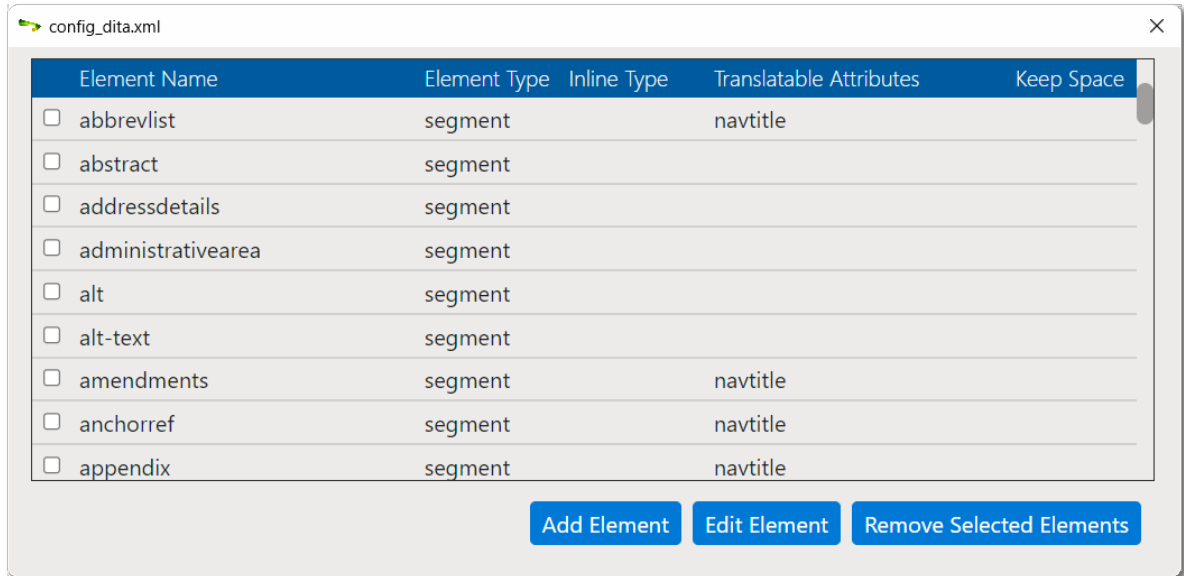 config_dita.xml
Element Name Element Type Inline Type Translatable Attributes Keep Space
abbrevlist segment navtitle
abstract segment
addressdetails segment
administrativearea segment
alt segment
alt-text segment
amendments segment navtitle
anchorref segment navtitle
appendix segment navtitle
Add Element Edit Element Remove Selected Elements